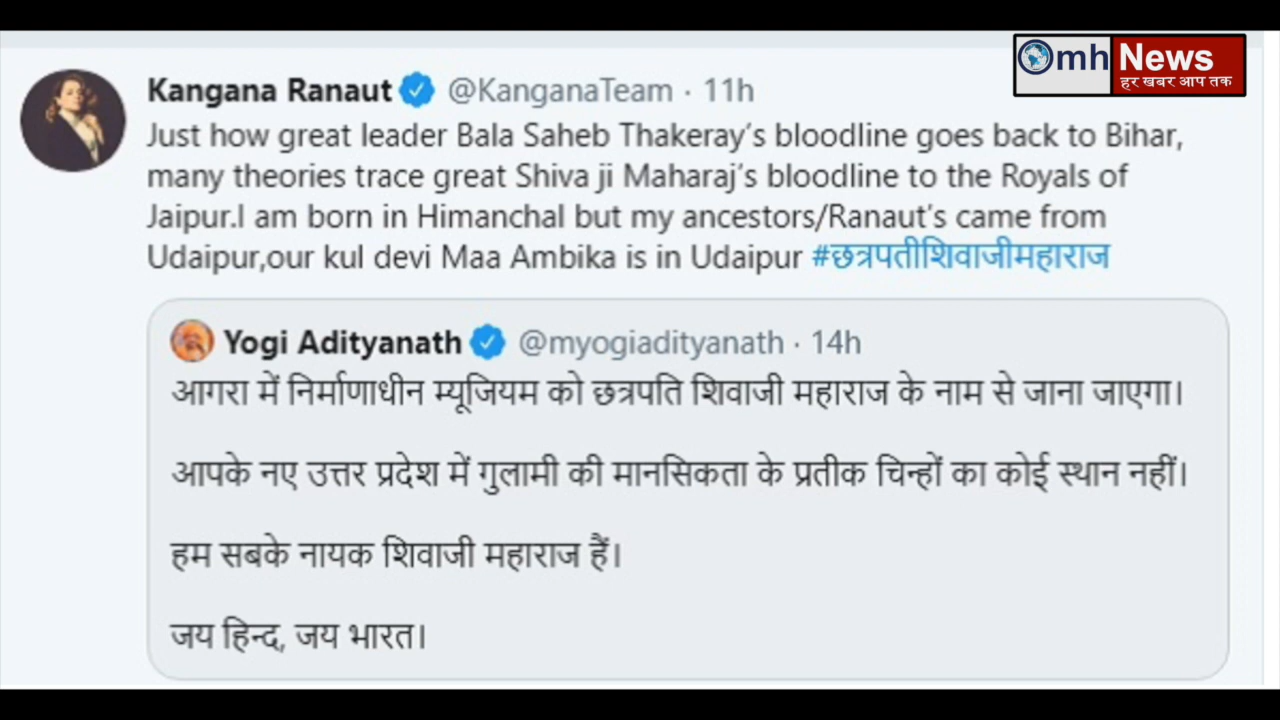 mh News
हर खबर आप तक
Kangana Ranaut @KanganaTeam · 11h
Just how great leader Bala Saheb Thakeray's bloodline goes back to Bihar,
many theories trace great Shiva ji Maharaj's bloodline to the Royals of
Jaipur.I am born in Himanchal but my ancestors/Ranaut's came from
Udaipur,our kul devi Maa Ambika is in Udaipur #छत्रपतीशिवाजीमहाराज
Yogi Adityanath @myogiadityanath · 14h
आगरा में निर्माणाधीन म्यूजियम को छत्रपति शिवाजी महाराज के नाम से जाना जाएगा।
आपके नए उत्तर प्रदेश में गुलामी की मानसिकता के प्रतीक चिन्हों का कोई स्थान नहीं।
हम सबके नायक शिवाजी महाराज हैं।
जय हिन्द, जय भारत।